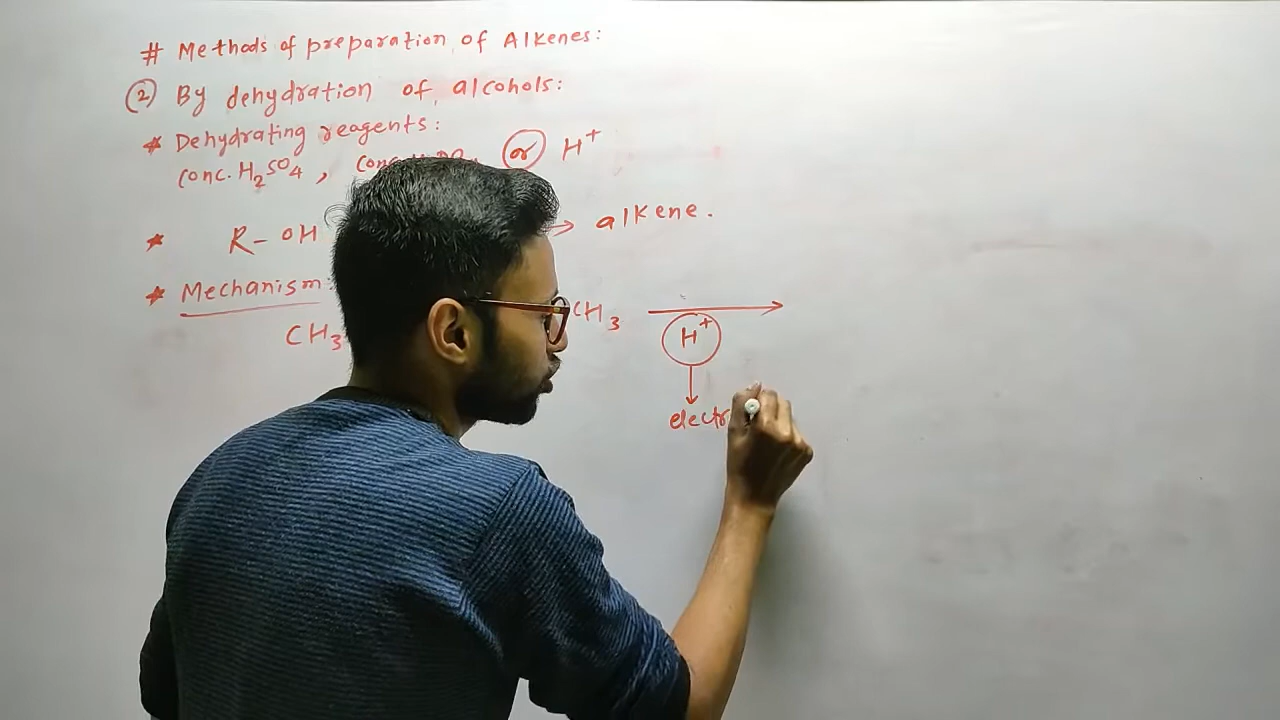 # Methods of preparation of Alkenes:
(2) By dehydration of alcohols:
* Dehydrating reagents:
conc. H2SO4, or H+
* R-OH → alkene.
* Mechanism:
CH3 CH3 →
H+
↓